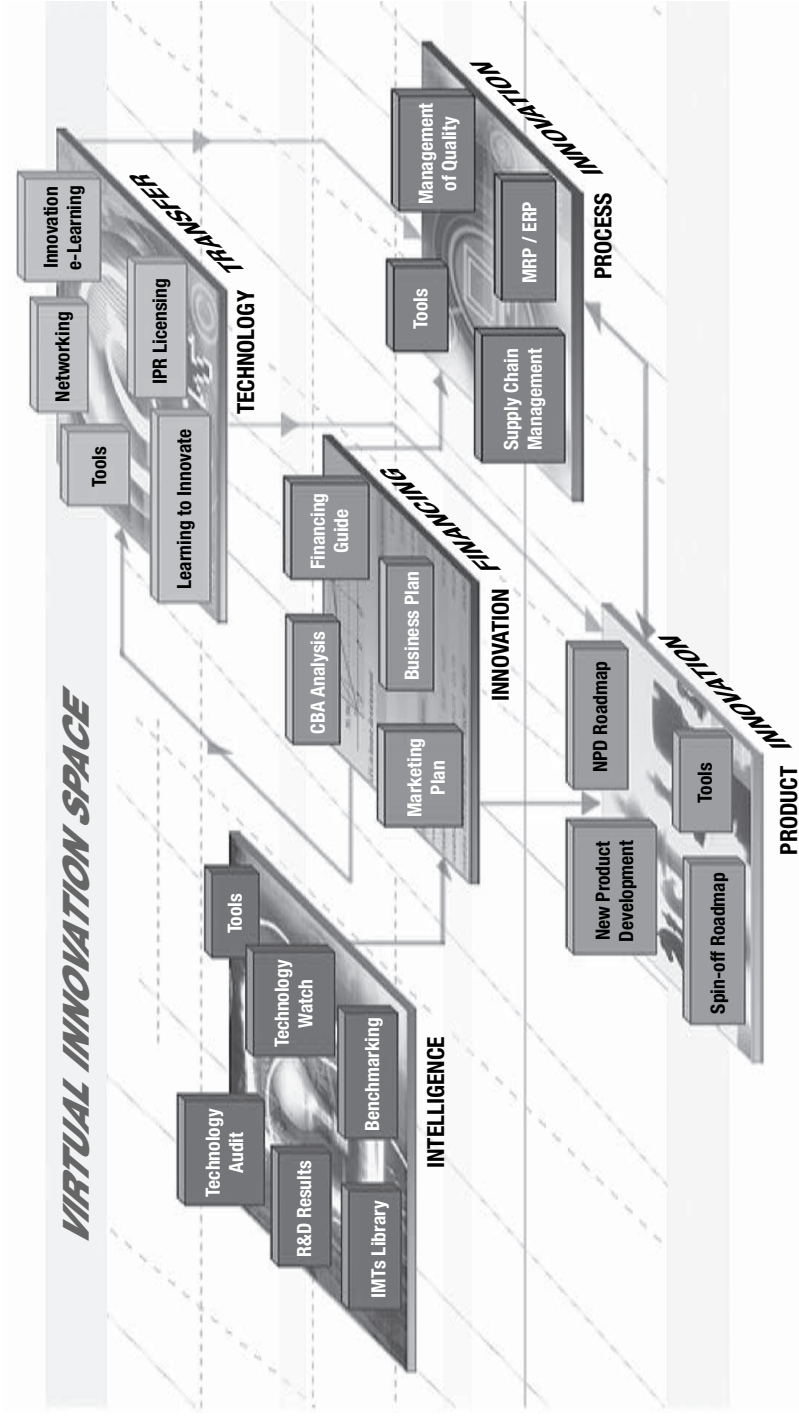 VIRTUAL INNOVATION SPACE
Technology
Audit
Tools
R&D Results
Technology
Watch
IMTs Library
Benchmarking
INTELLIGENCE
Tools
Networking
Innovation
e-Learning
Learning to Innovate
IPR Licensing
TECHNOLOGY
TRANSFER
CBA Analysis
Financing
Guide
Marketing
Plan
Business Plan
INNOVATION
FINANCING
Tools
Management
of Quality
Supply Chain
Management
MRP / ERP
PROCESS
INNOVATION
New Product
Development
NPD Roadmap
Spin-off Roadmap
Tools
PRODUCT
INNOVATION